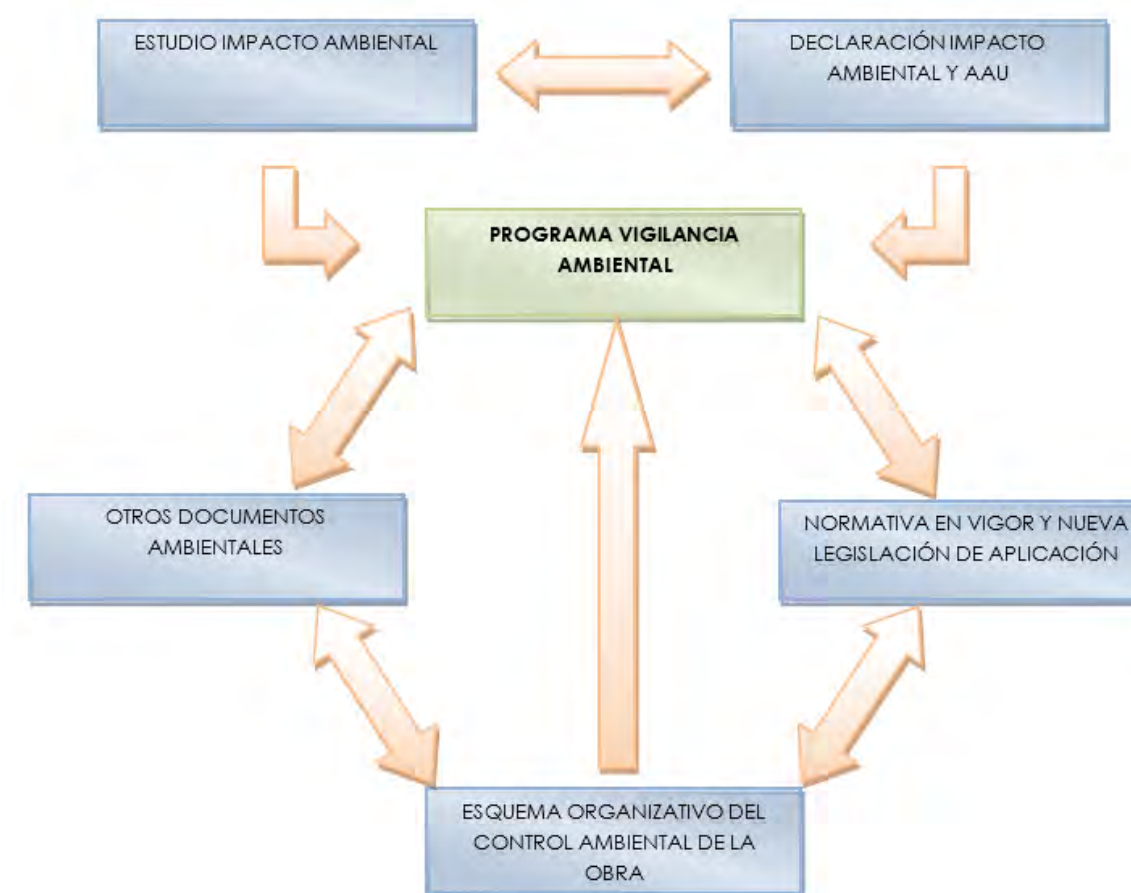 ESTUDIO IMPACTO AMBIENTAL
DECLARACIÓN IMPACTO
AMBIENTAL Y AAU
PROGRAMA VIGILANCIA
AMBIENTAL
OTROS DOCUMENTOS
AMBIENTALES
NORMATIVA EN VIGOR Y NUEVA
LEGISLACIÓN DE APLICACIÓN
ESQUEMA ORGANIZATIVO DEL
CONTROL AMBIENTAL DE LA
OBRA